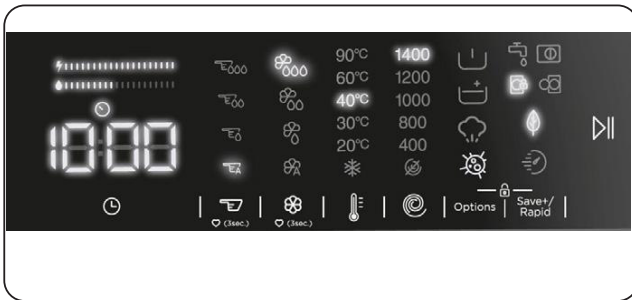 90°C 1400
60°C 1200
40°C 1000
30°C 800
20°C 400
10:00
A A
Options Save+/
Rapid
(3sec.) (3sec.)